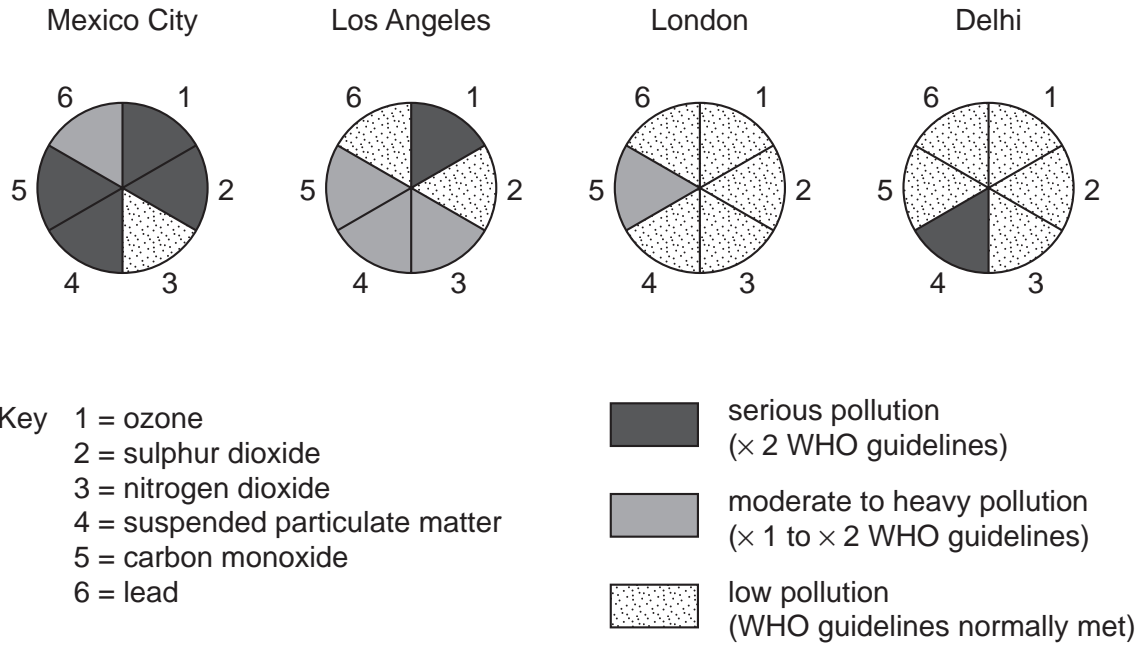 Mexico City
Los Angeles
London
Delhi
6 1
5 2
4 3
6 1
5 2
4 3
6 1
5 2
4 3
6 1
5 2
4 3
Key 1 = ozone
2 = sulphur dioxide
3 = nitrogen dioxide
4 = suspended particulate matter
5 = carbon monoxide
6 = lead
serious pollution
(× 2 WHO guidelines)
moderate to heavy pollution
(× 1 to × 2 WHO guidelines)
low pollution
(WHO guidelines normally met)